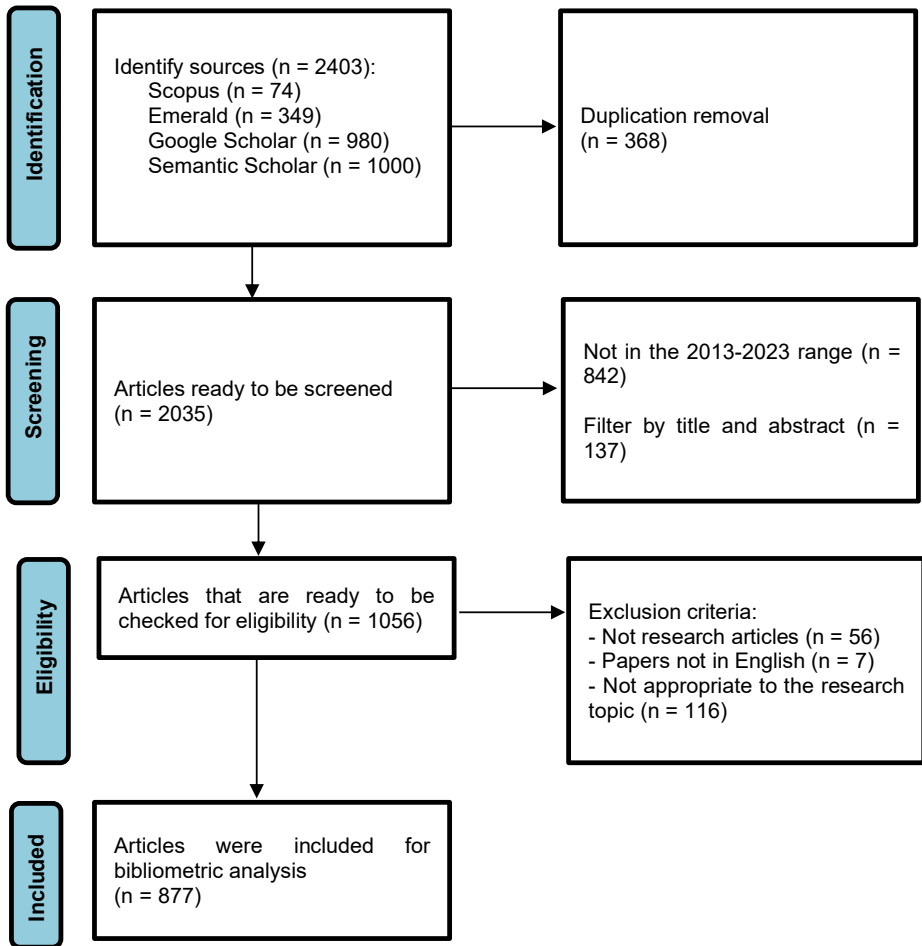 Identification
Identify sources (n = 2403):
Scopus (n = 74)
Emerald (n = 349)
Google Scholar (n = 980)
Semantic Scholar (n = 1000)
Duplication removal
(n = 368)
Screening
Articles ready to be screened
(n = 2035)
Not in the 2013-2023 range (n =
842)
Filter by title and abstract (n =
137)
Eligibility
Articles that are ready to be
checked for eligibility (n = 1056)
Exclusion criteria:
- Not research articles (n = 56)
- Papers not in English (n = 7)
- Not appropriate to the research
topic (n = 116)
Included
Articles were included for
bibliometric analysis
(n = 877)